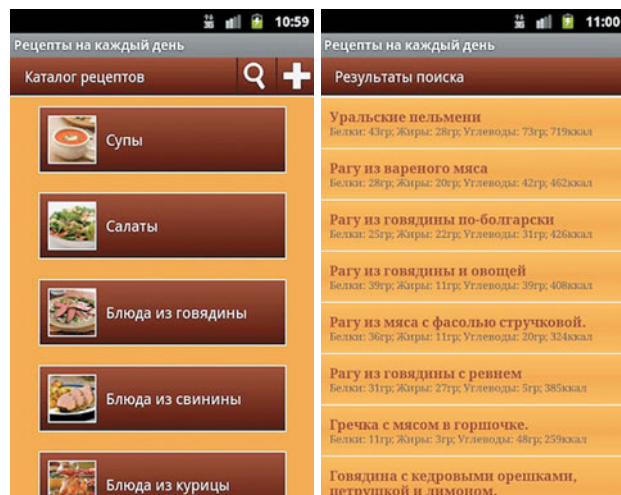 10:59
Рецепты на каждый день
Каталог рецептов
Супы
Салаты
Блюда из говядины
Блюда из свинины
Блюда из курицы
11:00
Рецепты на каждый день
Результаты поиска
Уральские пельмени
Белки: 43гр; Жиры: 28гр; Углеводы: 73гр; 719ккал
Рагу из вареного мяса
Белки: 28гр; Жиры: 20гр; Углеводы: 42гр; 462ккал
Рагу из говядины по-болгарски
Белки: 25гр; Жиры: 22гр; Углеводы: 31гр; 426ккал
Рагу из говядины и овощей
Белки: 39гр; Жиры: 11гр; Углеводы: 39гр; 408ккал
Рагу из мяса с фасолью стручковой.
Белки: 36гр; Жиры: 11гр; Углеводы: 20гр; 324ккал
Рагу из говядины с ревнем
Белки: 31гр; Жиры: 27гр; Углеводы: 5гр; 385ккал
Гречка с мясом в горшочке.
Белки: 11гр; Жиры: 3гр; Углеводы: 48гр; 259ккал
Говядина с кедровыми орешками,
петрушкой и лимоном.